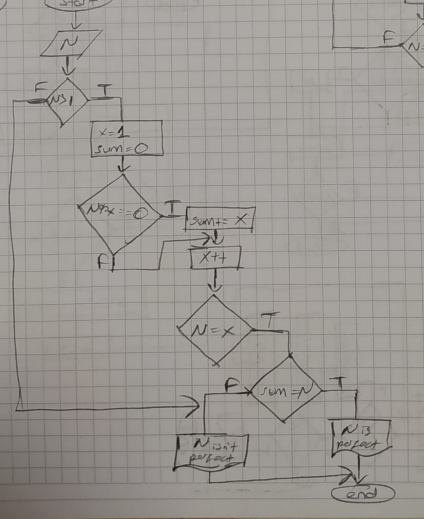 start
N
N>1
F
T
x=1
sum=0
N%x==0
T
sum+=x
F
x++
N=x
T
sum=N
F
T
N isn't
perfect
N is
perfect
end
F
N=